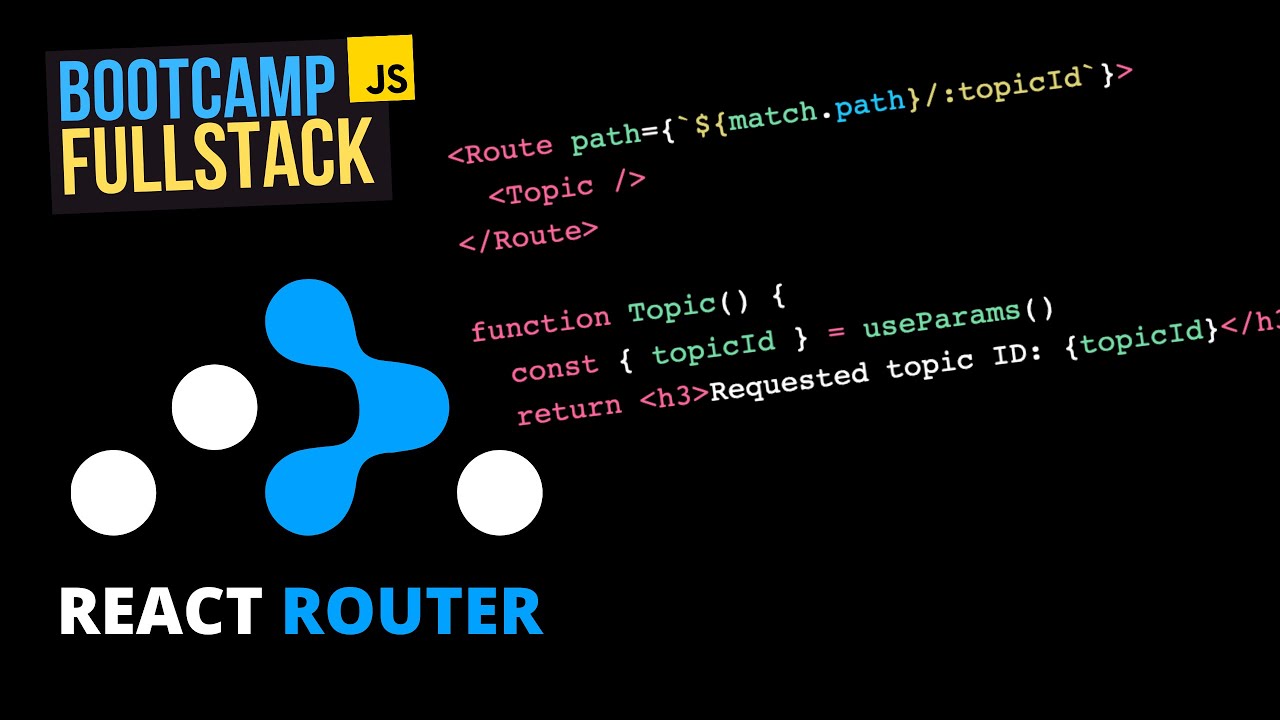 BOOTCAMP JS
FULLSTACK
<Route path={`${match.path}/:topicId`}>
<Topic />
</Route>
function Topic() {
const { topicId } = useParams()
return <h3>Requested topic ID: {topicId}</h3
REACT ROUTER